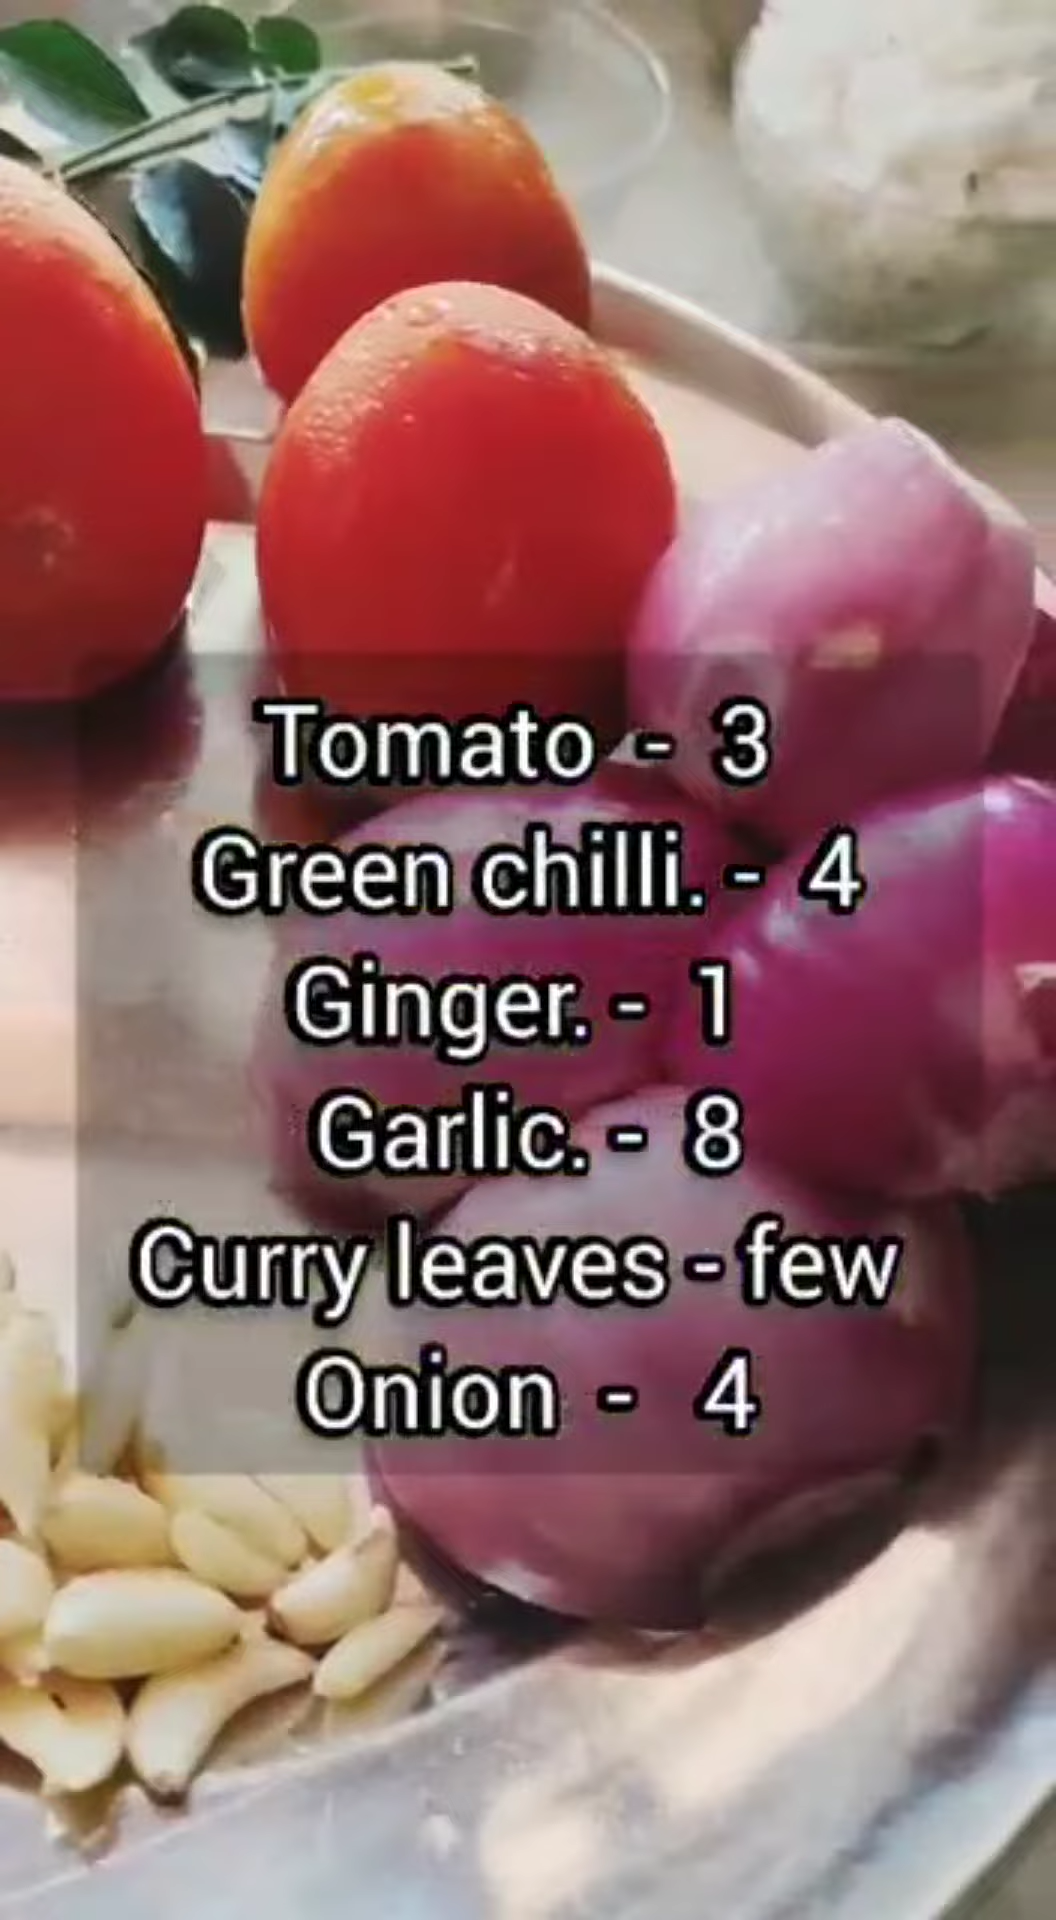 Tomato - 3
Green chilli. - 4
Ginger. - 1
Garlic. - 8
Curry leaves - few
Onion - 4